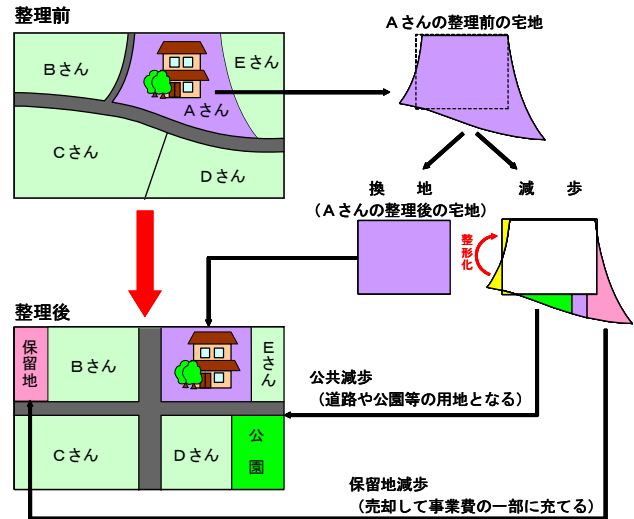 整理前
Bさん
Eさん
Aさん
Cさん
Dさん
Aさんの整理前の宅地
換 地
（Aさんの整理後の宅地）
減 歩
整形化
整理後
保留地
Bさん
Eさん
Cさん
Dさん
公園
公共減歩
（道路や公園等の用地となる）
保留地減歩
（売却して事業費の一部に充てる）